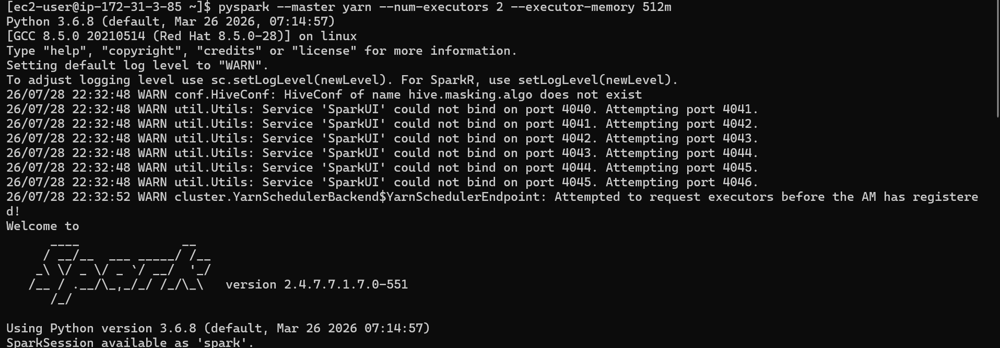 [ec2-user@ip-172-31-3-85 ~]$ pyspark --master yarn --num-executors 2 --executor-memory 512m
Python 3.6.8 (default, Mar 26 2026, 07:14:57)
[GCC 8.5.0 20210514 (Red Hat 8.5.0-28)] on linux
Type "help", "copyright", "credits" or "license" for more information.
Setting default log level to "WARN".
To adjust logging level use sc.setLogLevel(newLevel). For SparkR, use setLogLevel(newLevel).
26/07/28 22:32:48 WARN conf.HiveConf: HiveConf of name hive.masking.algo does not exist
26/07/28 22:32:48 WARN util.Utils: Service 'SparkUI' could not bind on port 4040. Attempting port 4041.
26/07/28 22:32:48 WARN util.Utils: Service 'SparkUI' could not bind on port 4041. Attempting port 4042.
26/07/28 22:32:48 WARN util.Utils: Service 'SparkUI' could not bind on port 4042. Attempting port 4043.
26/07/28 22:32:48 WARN util.Utils: Service 'SparkUI' could not bind on port 4043. Attempting port 4044.
26/07/28 22:32:48 WARN util.Utils: Service 'SparkUI' could not bind on port 4044. Attempting port 4045.
26/07/28 22:32:48 WARN util.Utils: Service 'SparkUI' could not bind on port 4045. Attempting port 4046.
26/07/28 22:32:52 WARN cluster.YarnSchedulerBackend$YarnSchedulerEndpoint: Attempted to request executors before the AM has registere
d!
Welcome to
      ____              __
     / __/__  ___ _____/ /__
    _\ \/ _ \/ _ `/ __/  '_/
   /__ / .__/\_,_/_/ /_/\_\   version 2.4.7.7.1.7.0-551
      /_/
Using Python version 3.6.8 (default, Mar 26 2026 07:14:57)
SparkSession available as 'spark'.